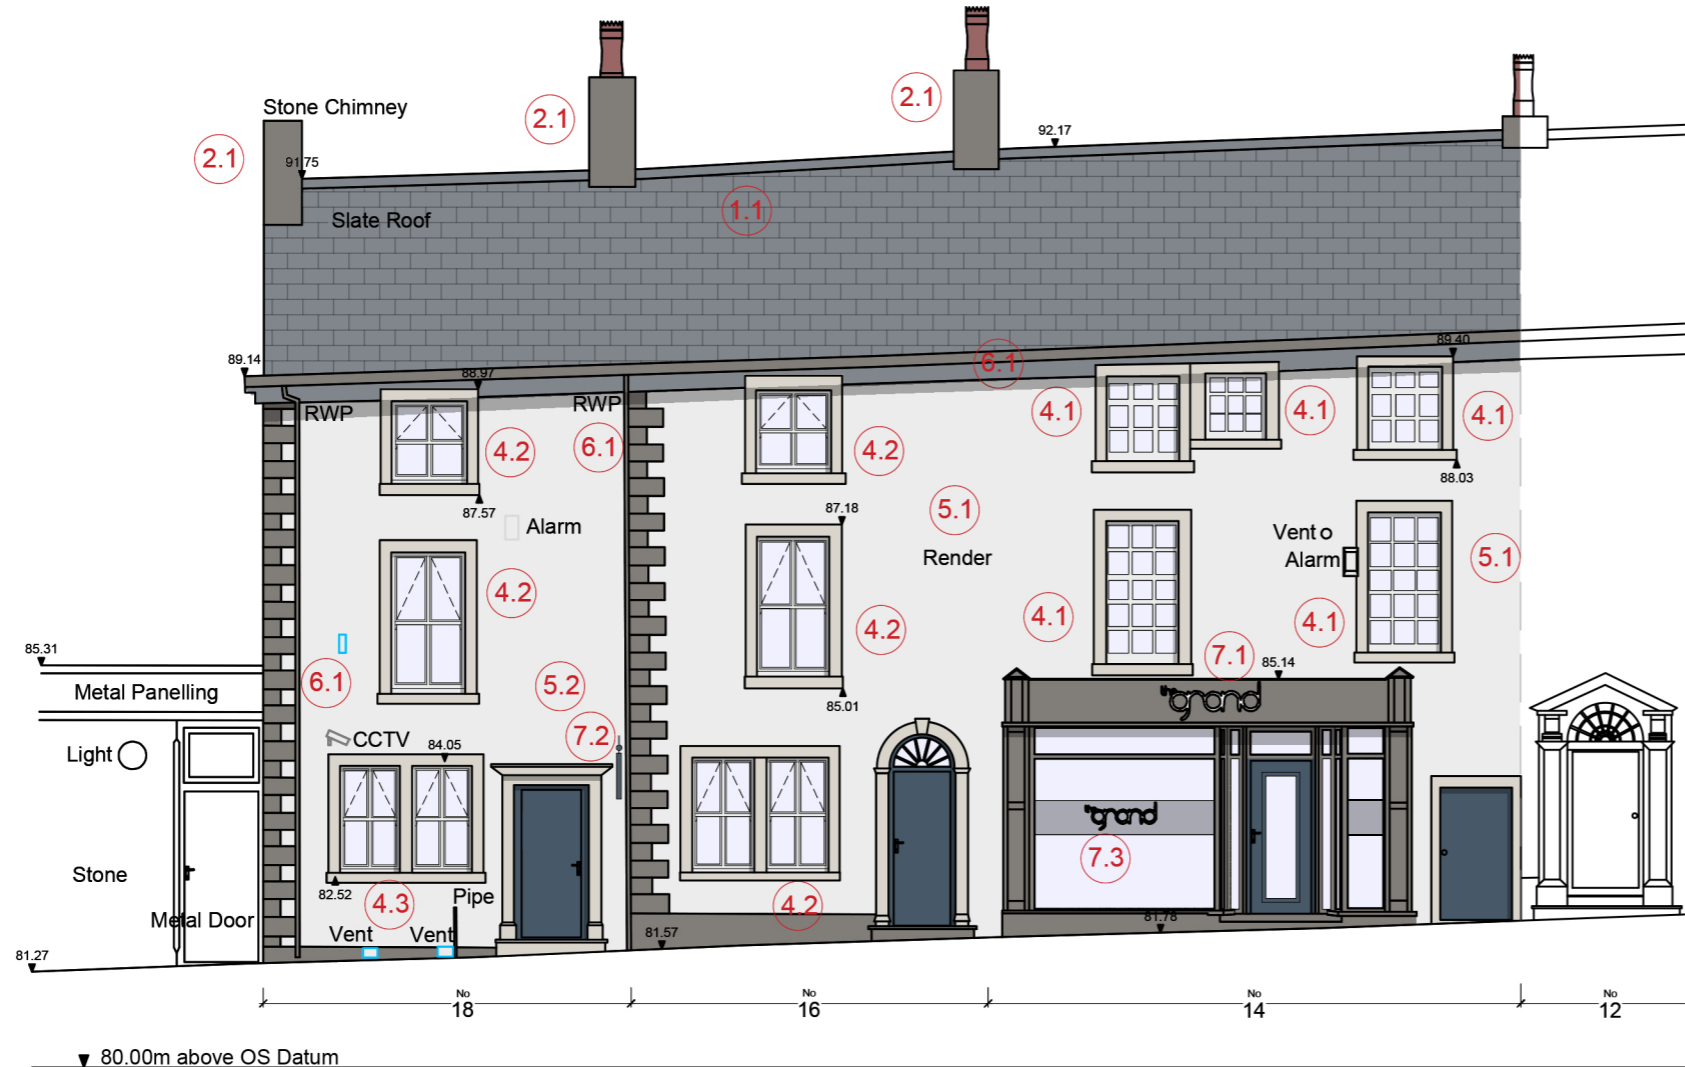 Stone Chimney
2.1
2.1
2.1
92.17
2.1
91.75
Slate Roof
1.1
89.14
88.97
6.1
89.40
RWP
RWP
4.1
4.1
4.1
4.2
6.1
4.2
87.57
88.03
Alarm
87.18
5.1
Render
Vent
Alarm
5.1
4.2
4.2
4.1
4.1
85.31
Metal Panelling
6.1
5.2
85.01
7.1
85.14
the grand
Light
CCTV
84.05
7.2
the grand
7.3
Stone
82.52
4.3
Pipe
4.2
Metal Door
Vent
Vent
81.57
81.78
81.27
No
18
No
16
No
14
No
12
80.00m above OS Datum